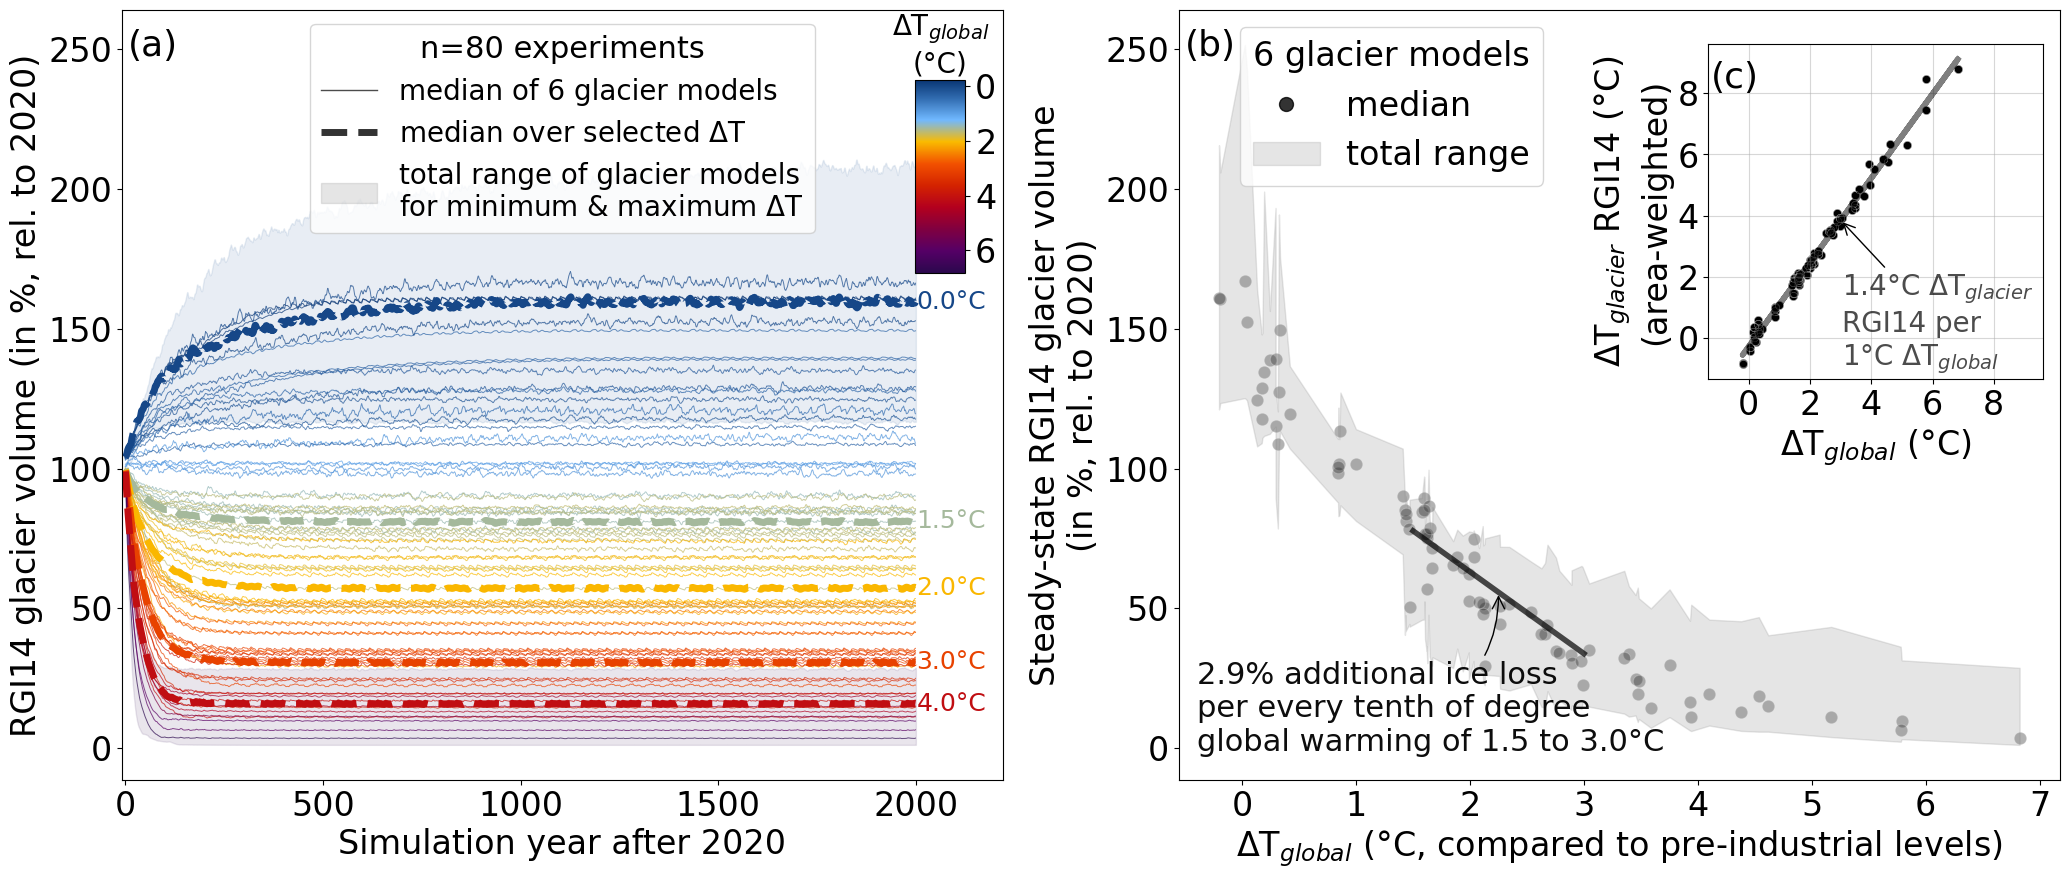 (a)
n=80 experiments
median of 6 glacier models
median over selected ΔT
total range of glacier models
for minimum & maximum ΔT
ΔTglobal
(°C)
0
2
4
6
RGI14 glacier volume (in %, rel. to 2020)
250
200
150
100
50
0
0.0°C
1.5°C
2.0°C
3.0°C
4.0°C
0 500 1000 1500 2000
Simulation year after 2020
(b)
6 glacier models
median
total range
Steady-state RGI14 glacier volume
(in %, rel. to 2020)
250
200
150
100
50
0
2.9% additional ice loss
per every tenth of degree
global warming of 1.5 to 3.0°C
0 1 2 3 4 5 6 7
ΔTglobal (°C, compared to pre-industrial levels)
(c)
ΔTglacier RGI14 (°C)
(area-weighted)
8
6
4
2
0
1.4°C ΔTglacier
RGI14 per
1°C ΔTglobal
0 2 4 6 8
ΔTglobal (°C)